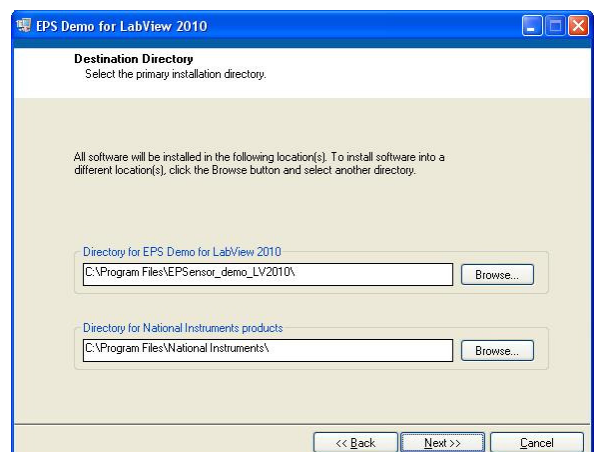 EPS Demo for LabView 2010
Destination Directory
Select the primary installation directory.
All software will be installed in the following location(s). To install software into a
different location(s), click the Browse button and select another directory.
Directory for EPS Demo for LabView 2010
C:\Program Files\EPSensor_demo_LV2010\
Browse...
Directory for National Instruments products
C:\Program Files\National Instruments\
Browse...
<< Back
Next >>
Cancel